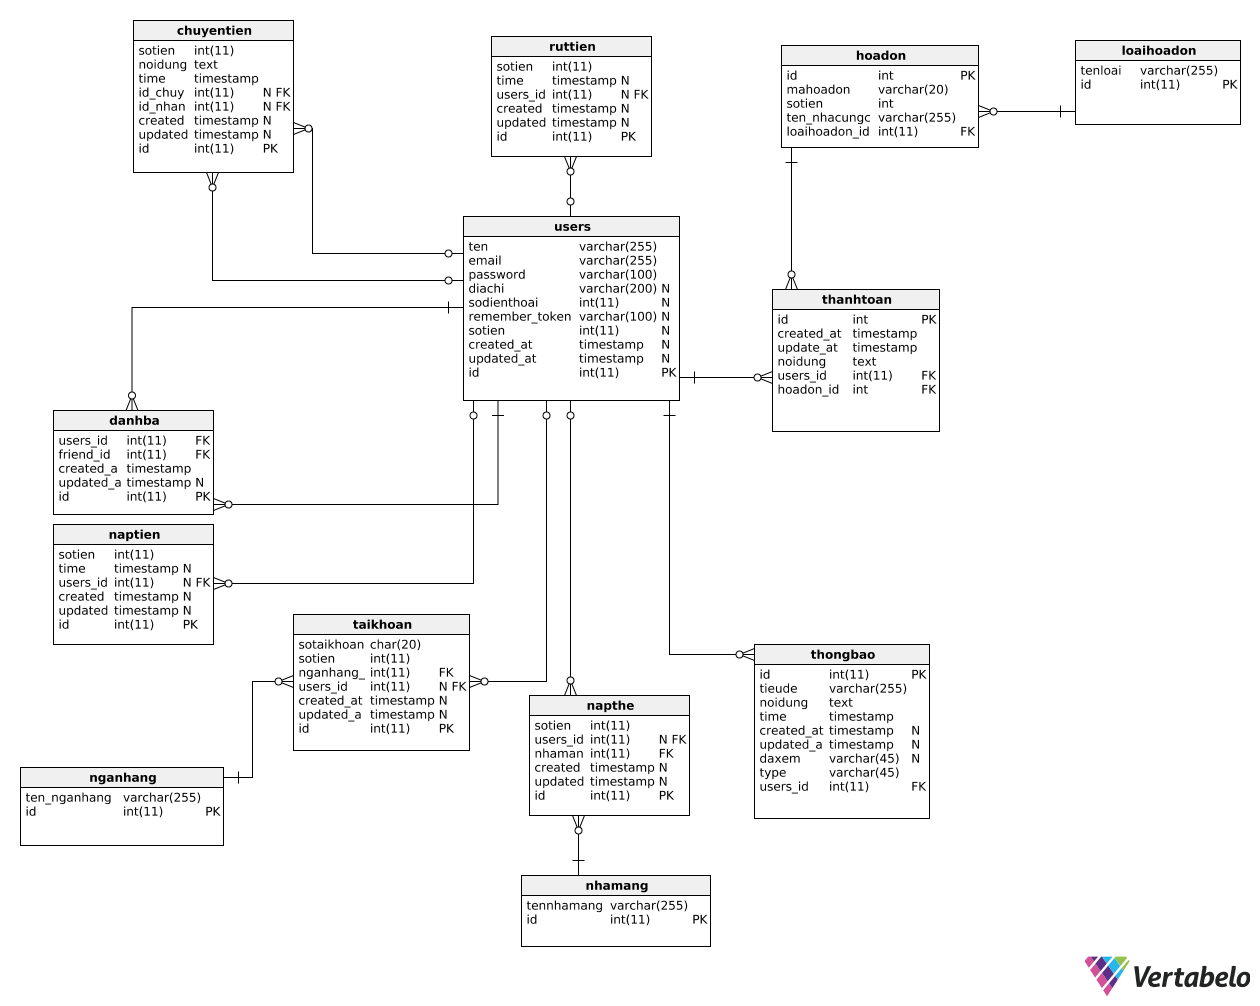 chuyentien
sotien int(11)
noidung text
time timestamp
id_chuy int(11) N FK
id_nhan int(11) N FK
created timestamp N
updated timestamp N
id int(11) PK
ruttien
sotien int(11)
time timestamp N
users_id int(11) N FK
created timestamp N
updated timestamp N
id int(11) PK
hoadon
id int PK
mahoadon varchar(20)
sotien int
ten_nhacungc varchar(255)
loaihoadon_id int(11) FK
loaihoadon
tenloai varchar(255)
id int(11) PK
users
ten varchar(255)
email varchar(255)
password varchar(100)
diachi varchar(200) N
sodienthoai int(11) N
remember_token varchar(100) N
sotien int(11) N
created_at timestamp N
updated_at timestamp N
id int(11) PK
thanhtoan
id int PK
created_at timestamp
update_at timestamp
noidung text
users_id int(11) FK
hoadon_id int FK
danhba
users_id int(11) FK
friend_id int(11) FK
created_a timestamp
updated_a timestamp N
id int(11) PK
naptien
sotien int(11)
time timestamp N
users_id int(11) N FK
created timestamp N
updated timestamp N
id int(11) PK
taikhoan
sotaikhoan char(20)
sotien int(11)
nganhang_ int(11) FK
users_id int(11) N FK
created_at timestamp N
updated_a timestamp N
id int(11) PK
thongbao
id int(11) PK
tieude varchar(255)
noidung text
time timestamp
created_at timestamp N
updated_a timestamp N
daxem varchar(45) N
type varchar(45)
users_id int(11) FK
napthe
sotien int(11)
users_id int(11) N FK
nhaman int(11) FK
created timestamp N
updated timestamp N
id int(11) PK
nganhang
ten_nganhang varchar(255)
id int(11) PK
nhamang
tennhamang varchar(255)
id int(11) PK
Vertabelo